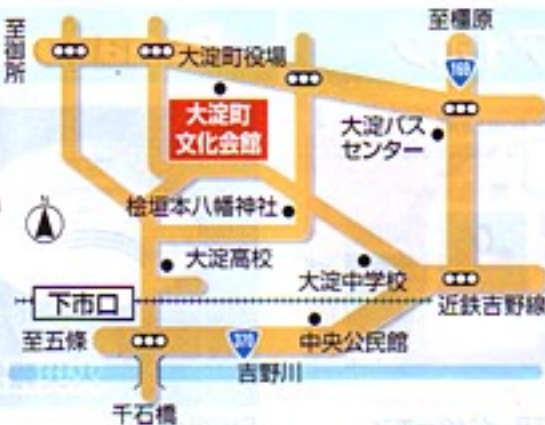 至橿原
至御所
169
大淀町役場
大淀町
文化会館
大淀バス
センター
桧垣本八幡神社
N
大淀高校
大淀中学校
下市口
近鉄吉野線
至五條
370
中央公民館
吉野川
千石橋